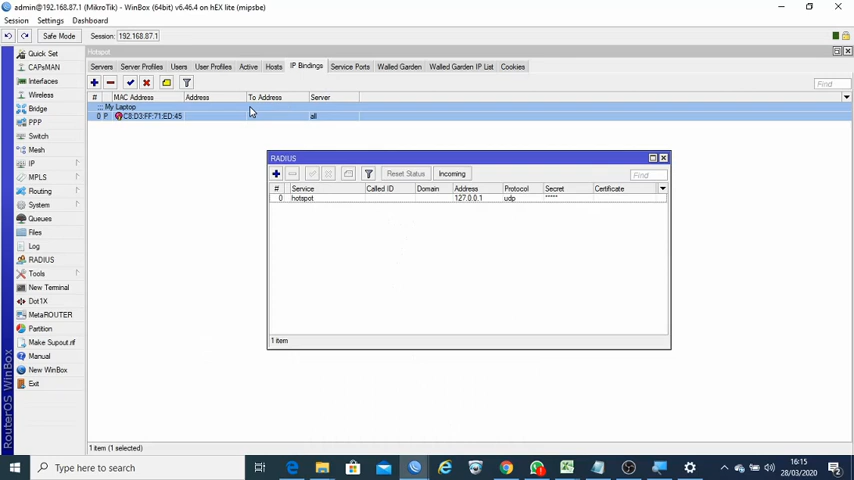 admin@192.168.87.1 (MikroTik) - WinBox (64bit) v6.46.4 on hEX lite (mipsbe)
Session Settings Dashboard
Safe Mode Session: 192.168.87.1
Hotspot
Servers Server Profiles Users User Profiles Active Hosts IP Bindings Service Ports Walled Garden Walled Garden IP List Cookies
Find
# MAC Address Address To Address Server
;;; My Laptop
0 P C8:D3:FF:71:ED:45 all
RADIUS
Reset Status Incoming Find
# Service Called ID Domain Address Protocol Secret Certificate
0 hotspot 127.0.0.1 udp *****
1 item
1 item (1 selected)
Quick Set
CAPsMAN
Interfaces
Wireless
Bridge
PPP
Switch
Mesh
IP
MPLS
Routing
System
Queues
Files
Log
RADIUS
Tools
New Terminal
Dot1X
MetaROUTER
Partition
Make Supout.rif
Manual
New WinBox
Exit
RouterOS WinBox
Type here to search
16:15
28/03/2020
2